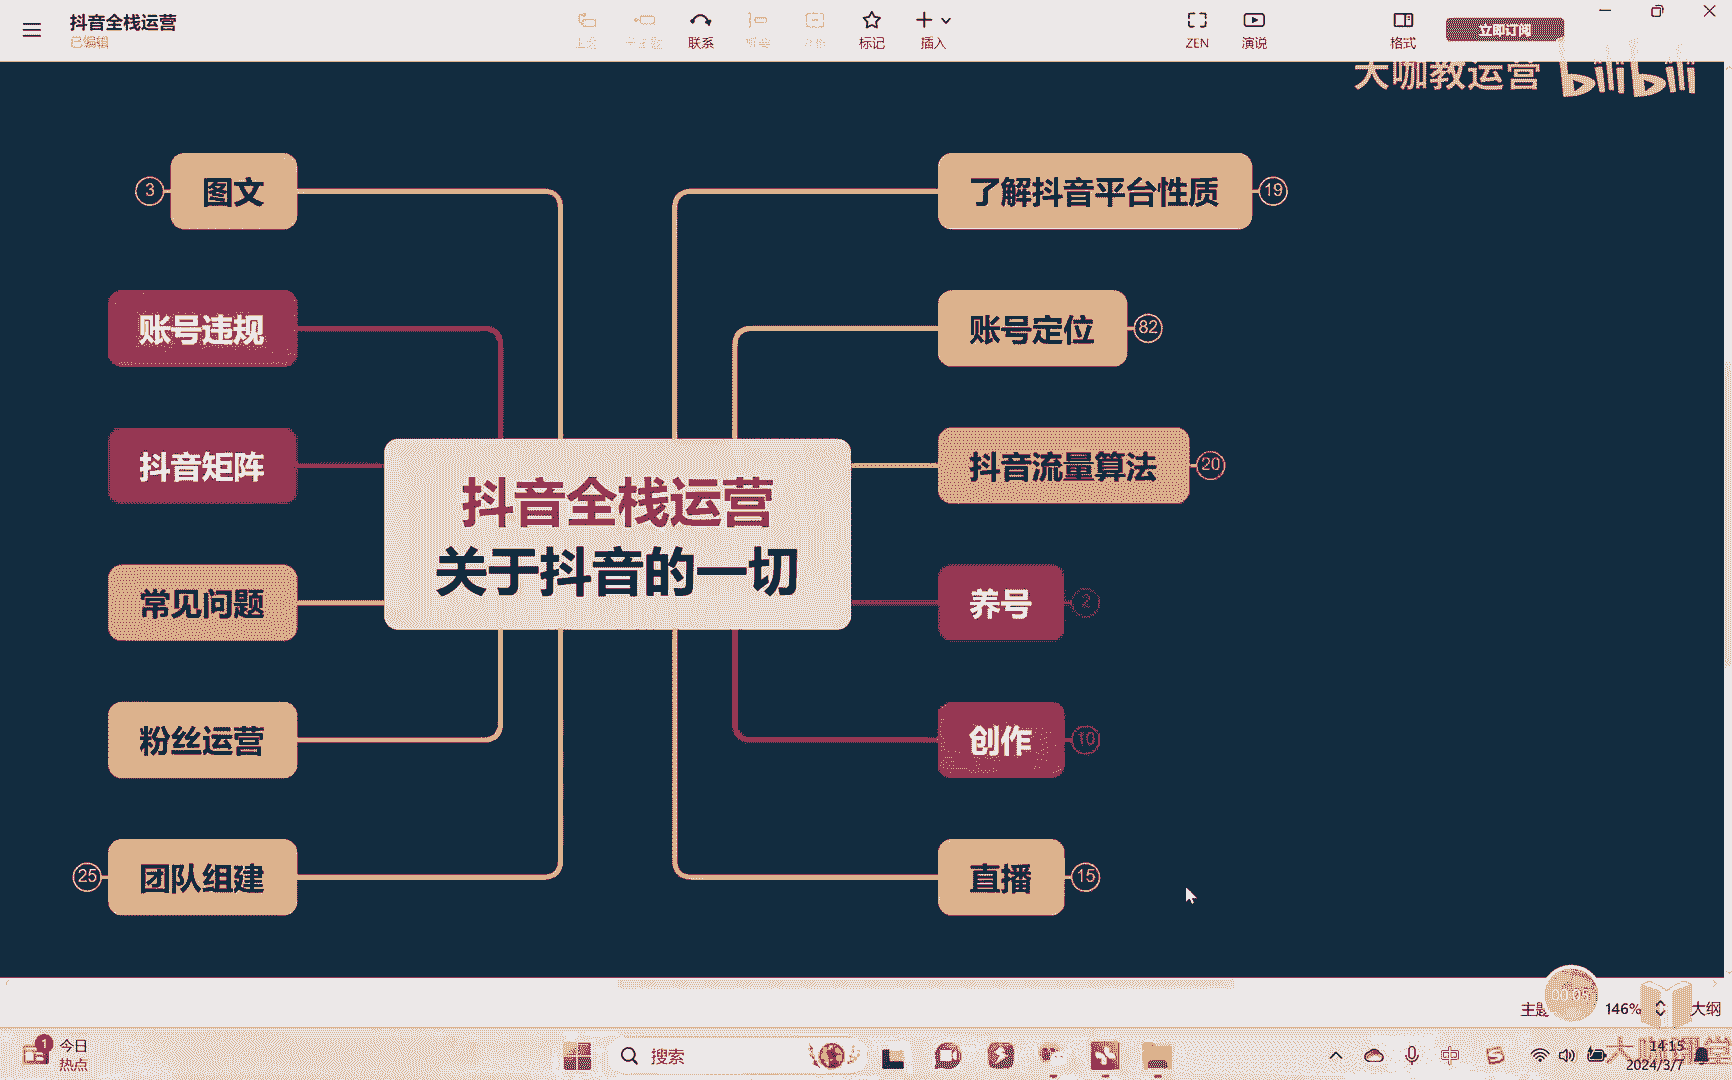 抖音全栈运营
已编辑
联系
标记
插入
ZEN
演说
格式
立即订阅
大咖教运营 bilibili
图文
3
了解抖音平台性质
19
账号违规
账号定位
82
抖音矩阵
抖音流量算法
20
抖音全栈运营
关于抖音的一切
常见问题
养号
2
粉丝运营
创作
10
团队组建
25
直播
15
146%
大纲
1
今日
热点
搜索
中
14:15
2024/3/7